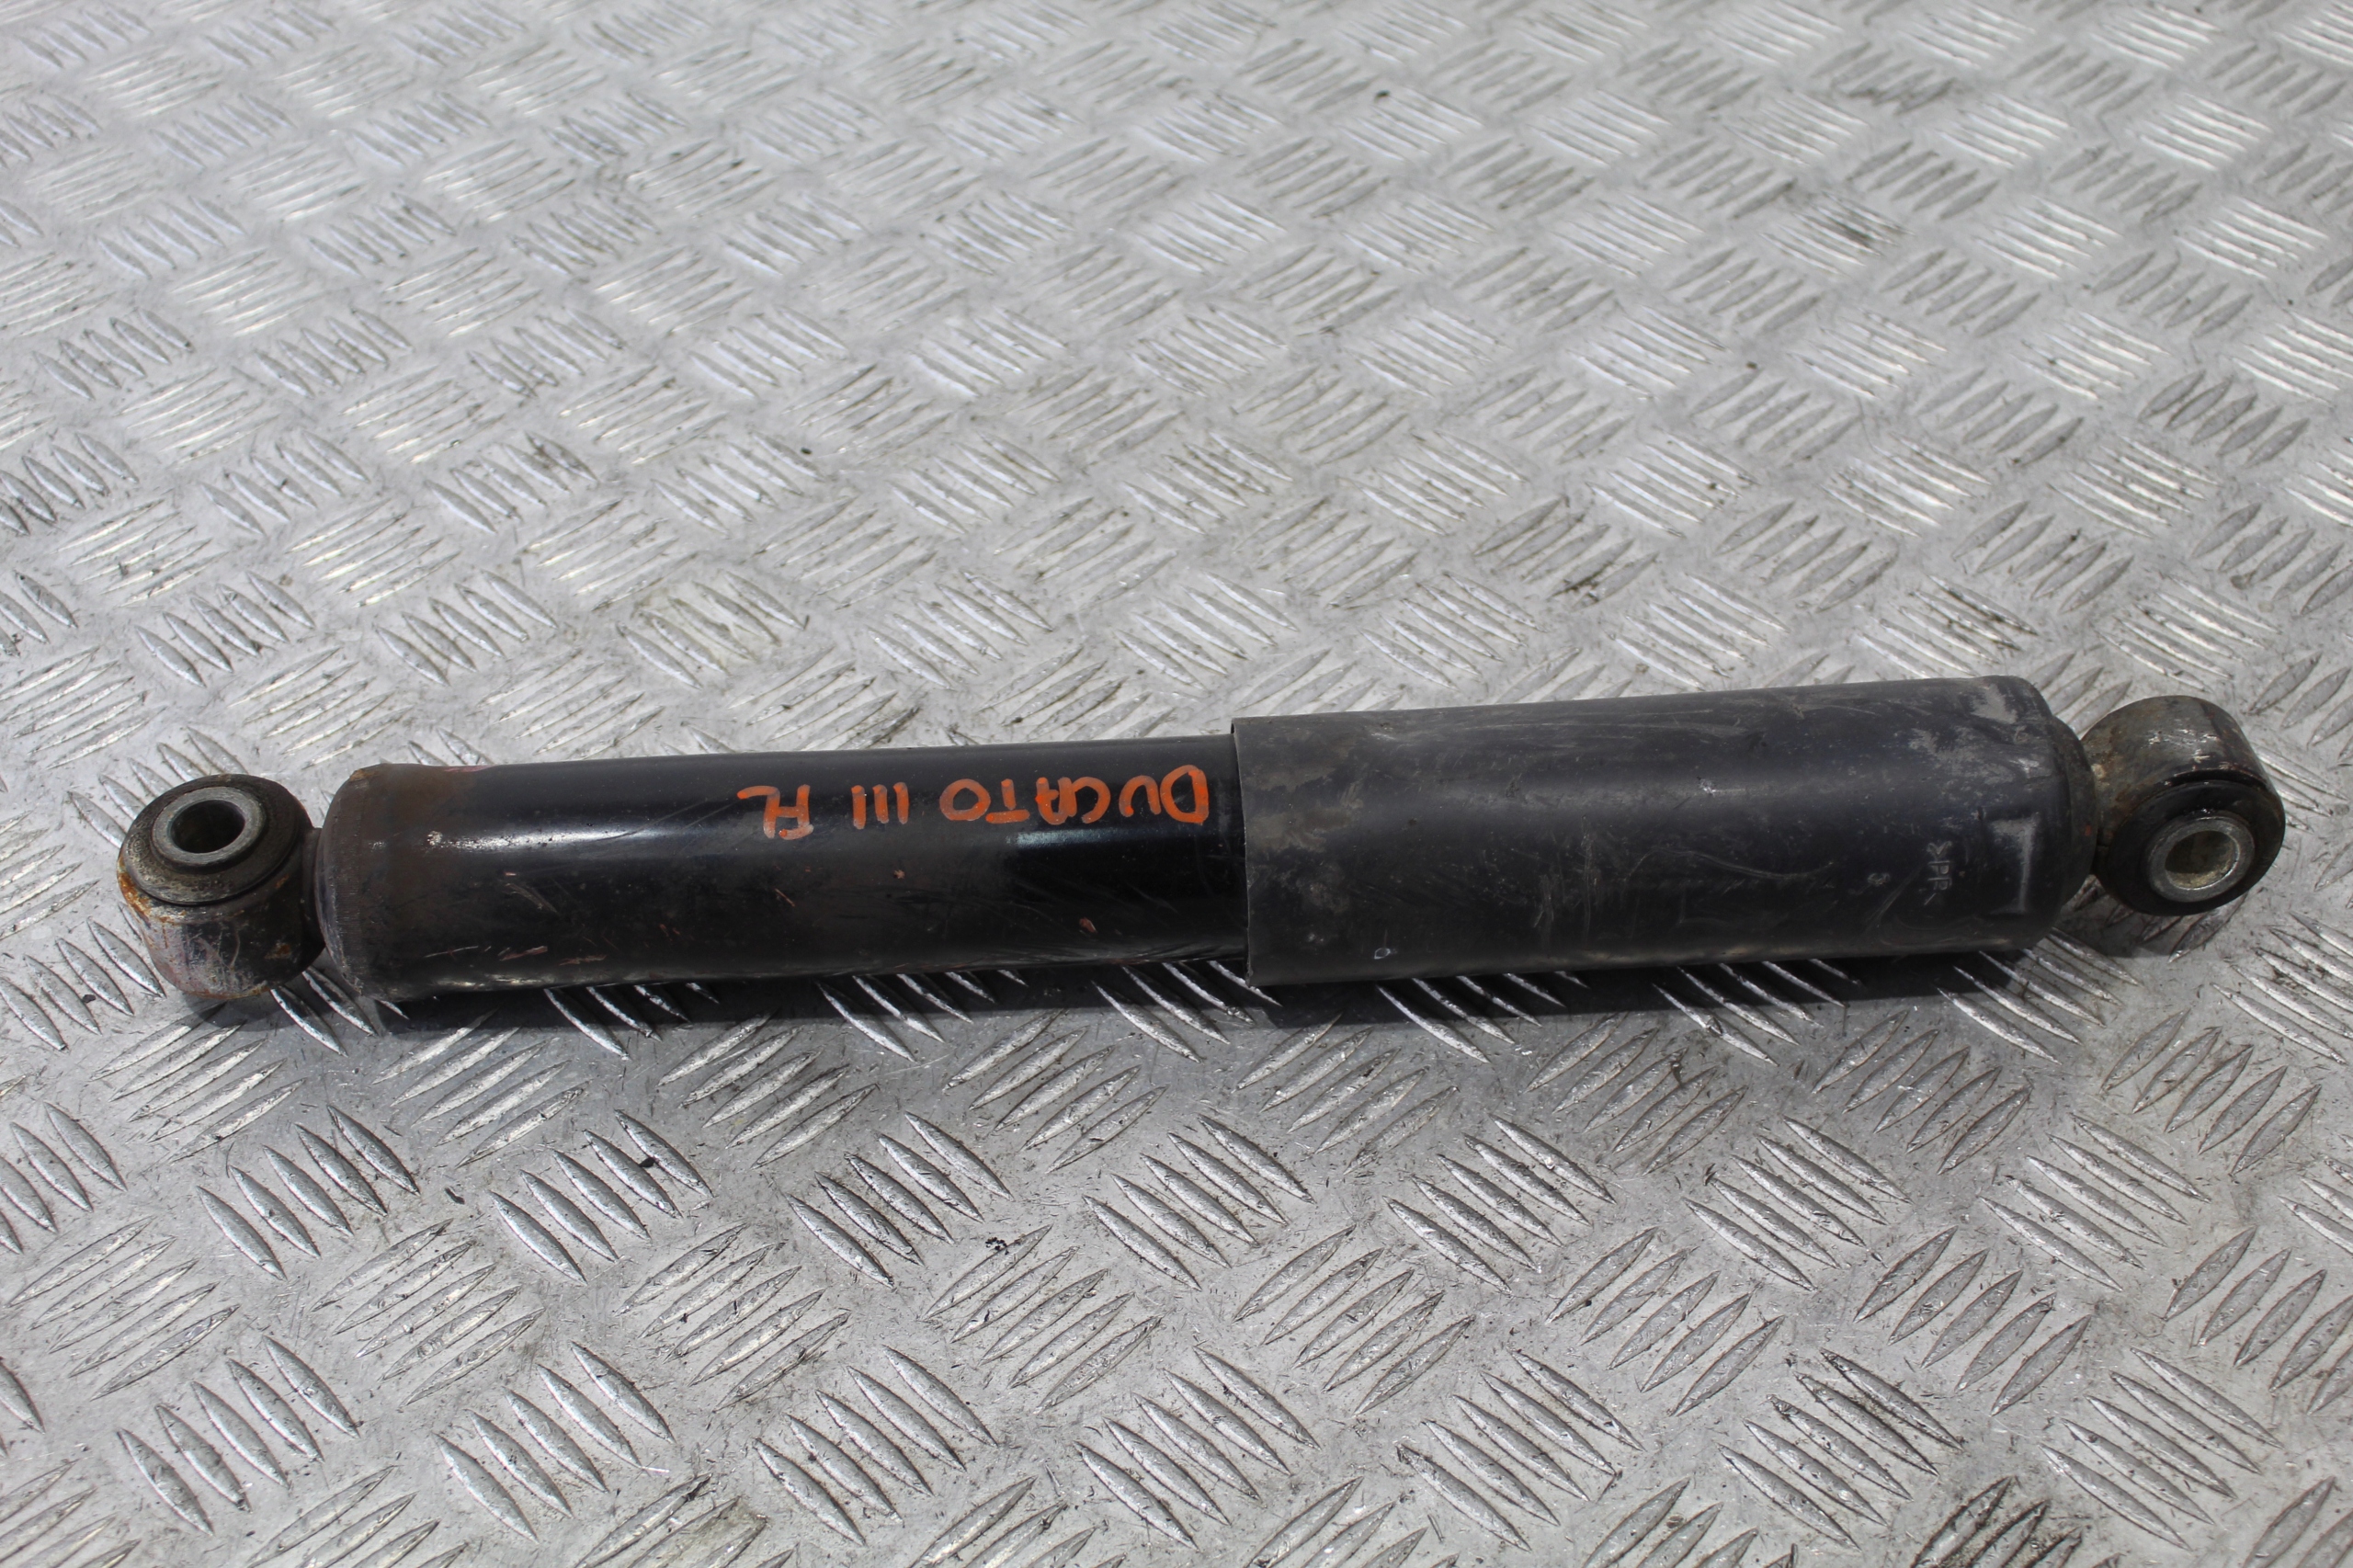 DUCATO III FL